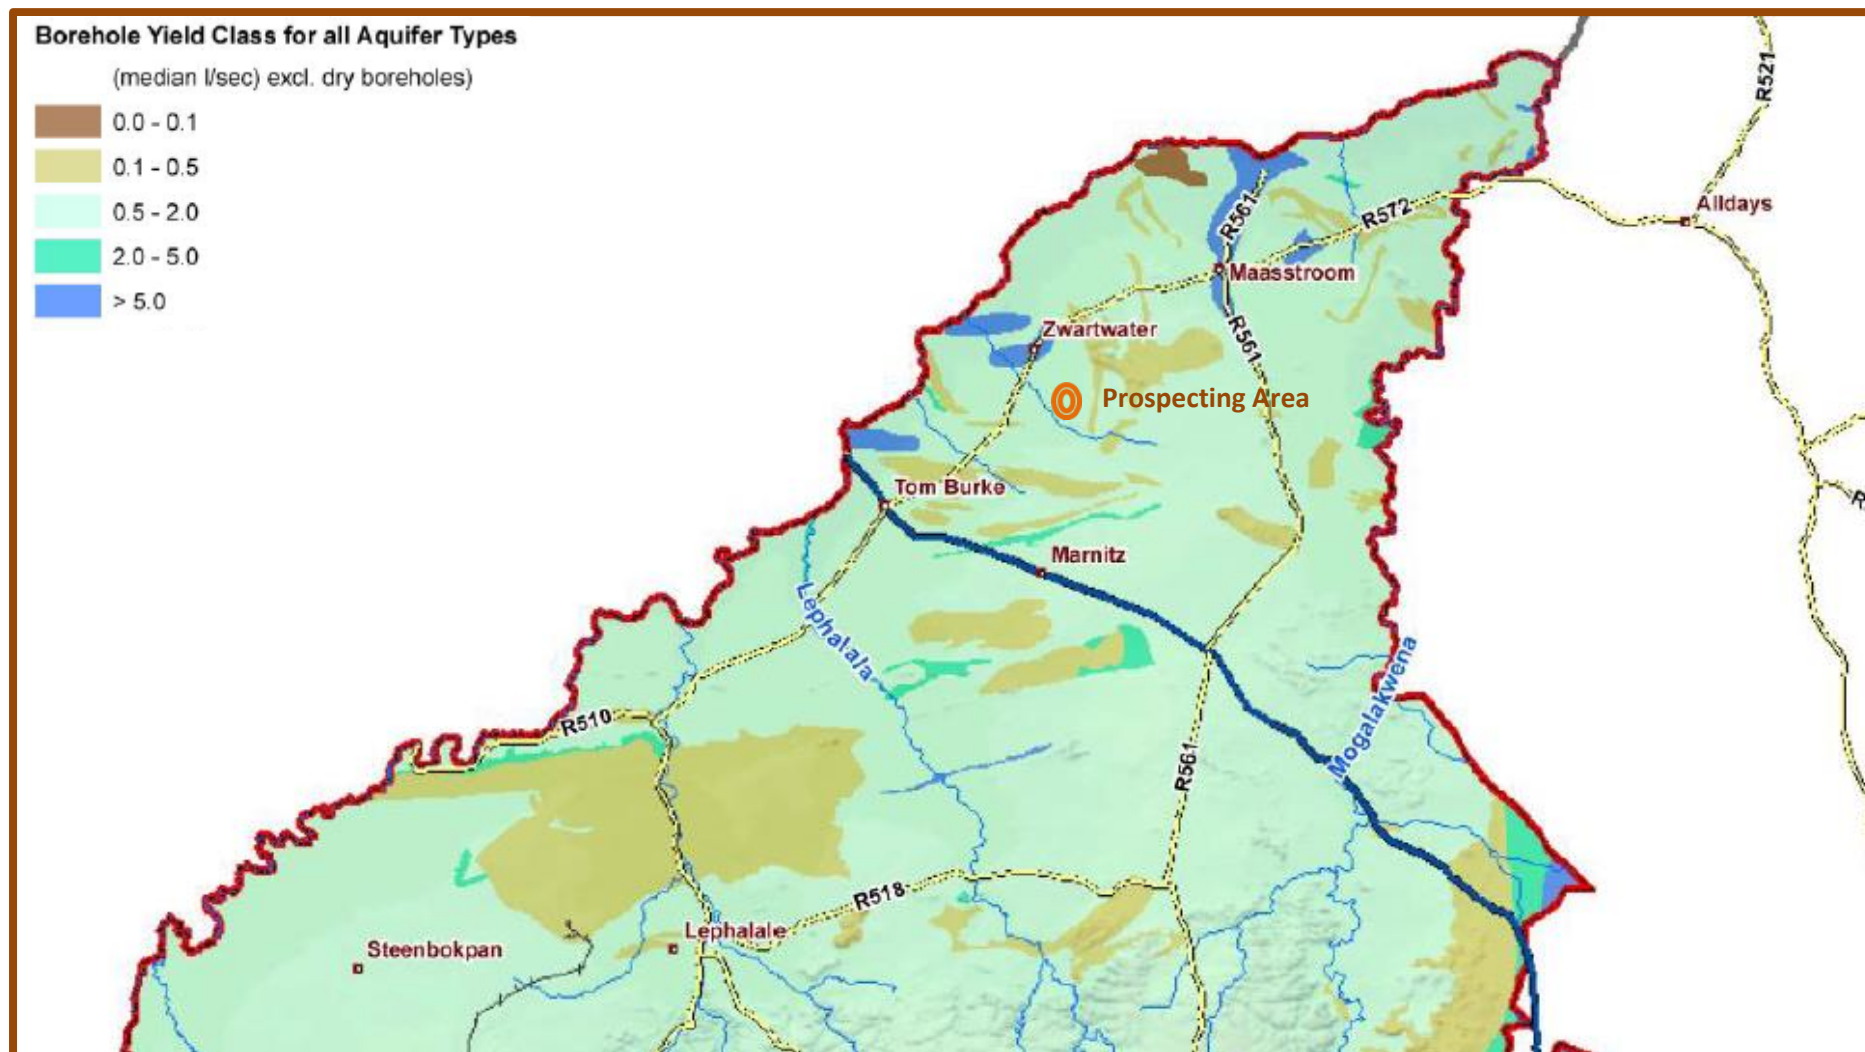 Borehole Yield Class for all Aquifer Types
(median l/sec) excl. dry boreholes)
0.0 - 0.1
0.1 - 0.5
0.5 - 2.0
2.0 - 5.0
> 5.0
R521
Alldays
R572
R561
Maasstroom
Zwartwater
R561
Prospecting Area
Tom Burke
Marnitz
Lephalala
Mogalakwena
R510
R561
R518
Lephalale
Steenbokpan